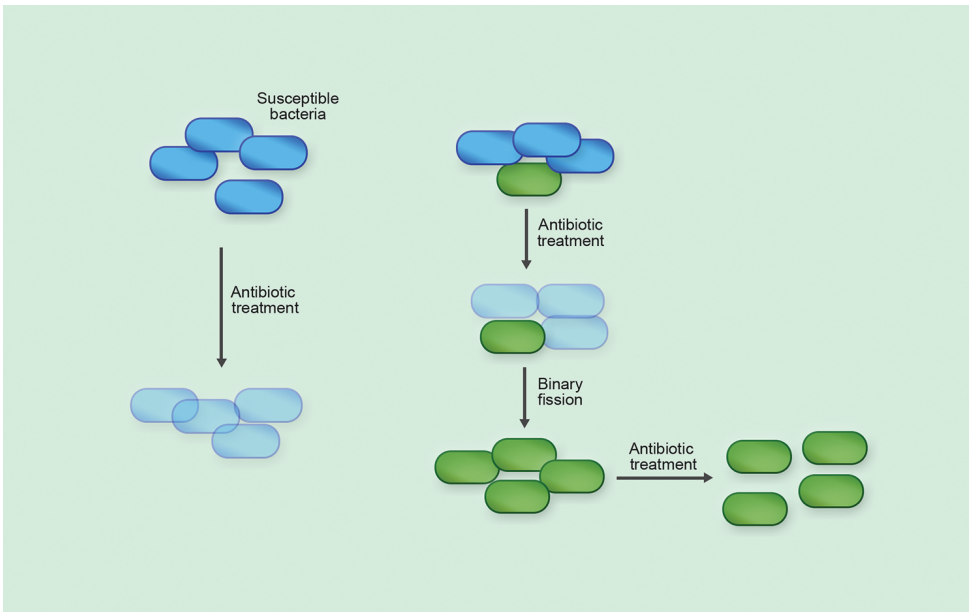 Susceptible
bacteria
Antibiotic
treatment
Antibiotic
treatment
Binary
fission
Antibiotic
treatment